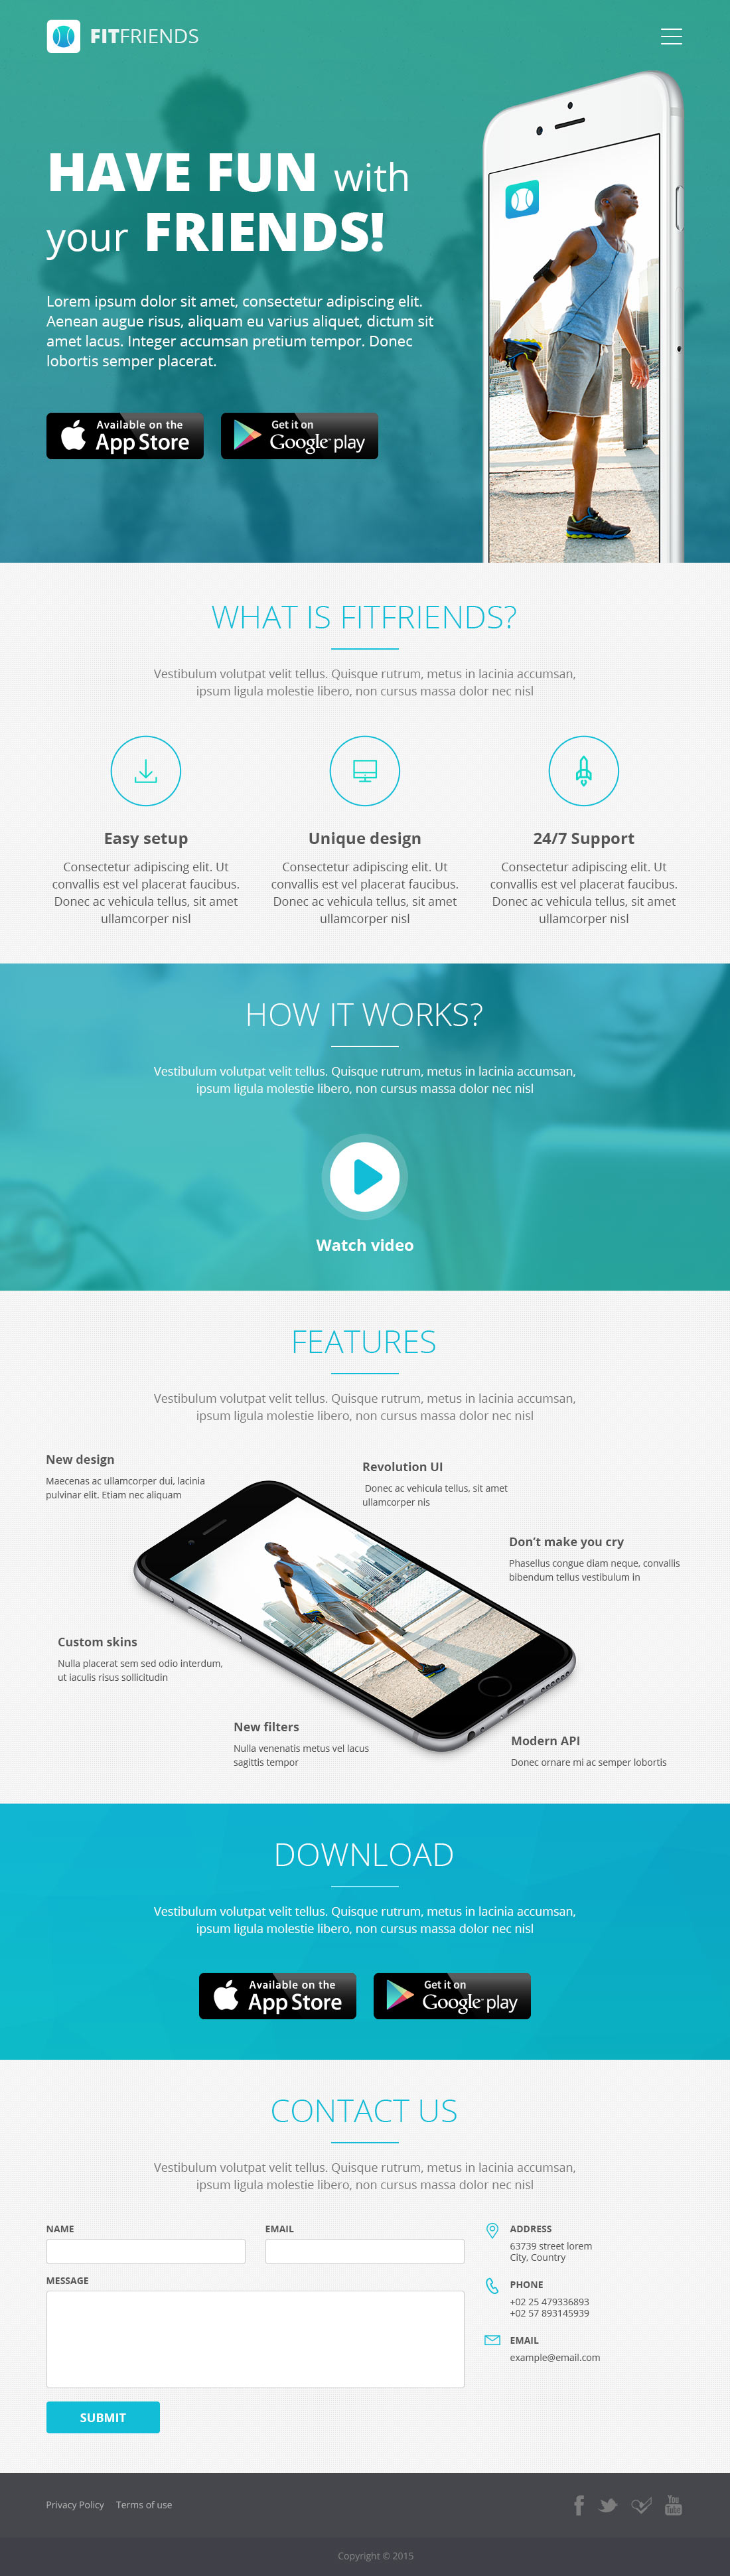 FITFRIENDS
HAVE FUN with
your FRIENDS!
Lorem ipsum dolor sit amet, consectetur adipiscing elit.
Aenean augue risus, aliquam eu varius aliquet, dictum sit
amet lacus. Integer accumsan pretium tempor. Donec
lobortis semper placerat.
Available on the
App Store
Get it on
Google play
WHAT IS FITFRIENDS?
Vestibulum volutpat velit tellus. Quisque rutrum, metus in lacinia accumsan,
ipsum ligula molestie libero, non cursus massa dolor nec nisl
Easy setup
Consectetur adipiscing elit. Ut
convallis est vel placerat faucibus.
Donec ac vehicula tellus, sit amet
ullamcorper nisl
Unique design
Consectetur adipiscing elit. Ut
convallis est vel placerat faucibus.
Donec ac vehicula tellus, sit amet
ullamcorper nisl
24/7 Support
Consectetur adipiscing elit. Ut
convallis est vel placerat faucibus.
Donec ac vehicula tellus, sit amet
ullamcorper nisl
HOW IT WORKS?
Vestibulum volutpat velit tellus. Quisque rutrum, metus in lacinia accumsan,
ipsum ligula molestie libero, non cursus massa dolor nec nisl
Watch video
FEATURES
Vestibulum volutpat velit tellus. Quisque rutrum, metus in lacinia accumsan,
ipsum ligula molestie libero, non cursus massa dolor nec nisl
New design
Maecenas ac ullamcorper dui, lacinia
pulvinar elit. Etiam nec aliquam
Revolution UI
Donec ac vehicula tellus, sit amet
ullamcorper nis
Don't make you cry
Phasellus congue diam neque, convallis
bibendum tellus vestibulum in
Custom skins
Nulla placerat sem sed odio interdum,
ut iaculis risus sollicitudin
New filters
Nulla venenatis metus vel lacus
sagittis tempor
Modern API
Donec ornare mi ac semper lobortis
DOWNLOAD
Vestibulum volutpat velit tellus. Quisque rutrum, metus in lacinia accumsan,
ipsum ligula molestie libero, non cursus massa dolor nec nisl
Available on the
App Store
Get it on
Google play
CONTACT US
Vestibulum volutpat velit tellus. Quisque rutrum, metus in lacinia accumsan,
ipsum ligula molestie libero, non cursus massa dolor nec nisl
NAME
EMAIL
MESSAGE
SUBMIT
ADDRESS
63739 street lorem
City, Country
PHONE
+02 25 479336893
+02 57 893145939
EMAIL
example@email.com
Privacy Policy
Terms of use
You
Tube
Copyright © 2015